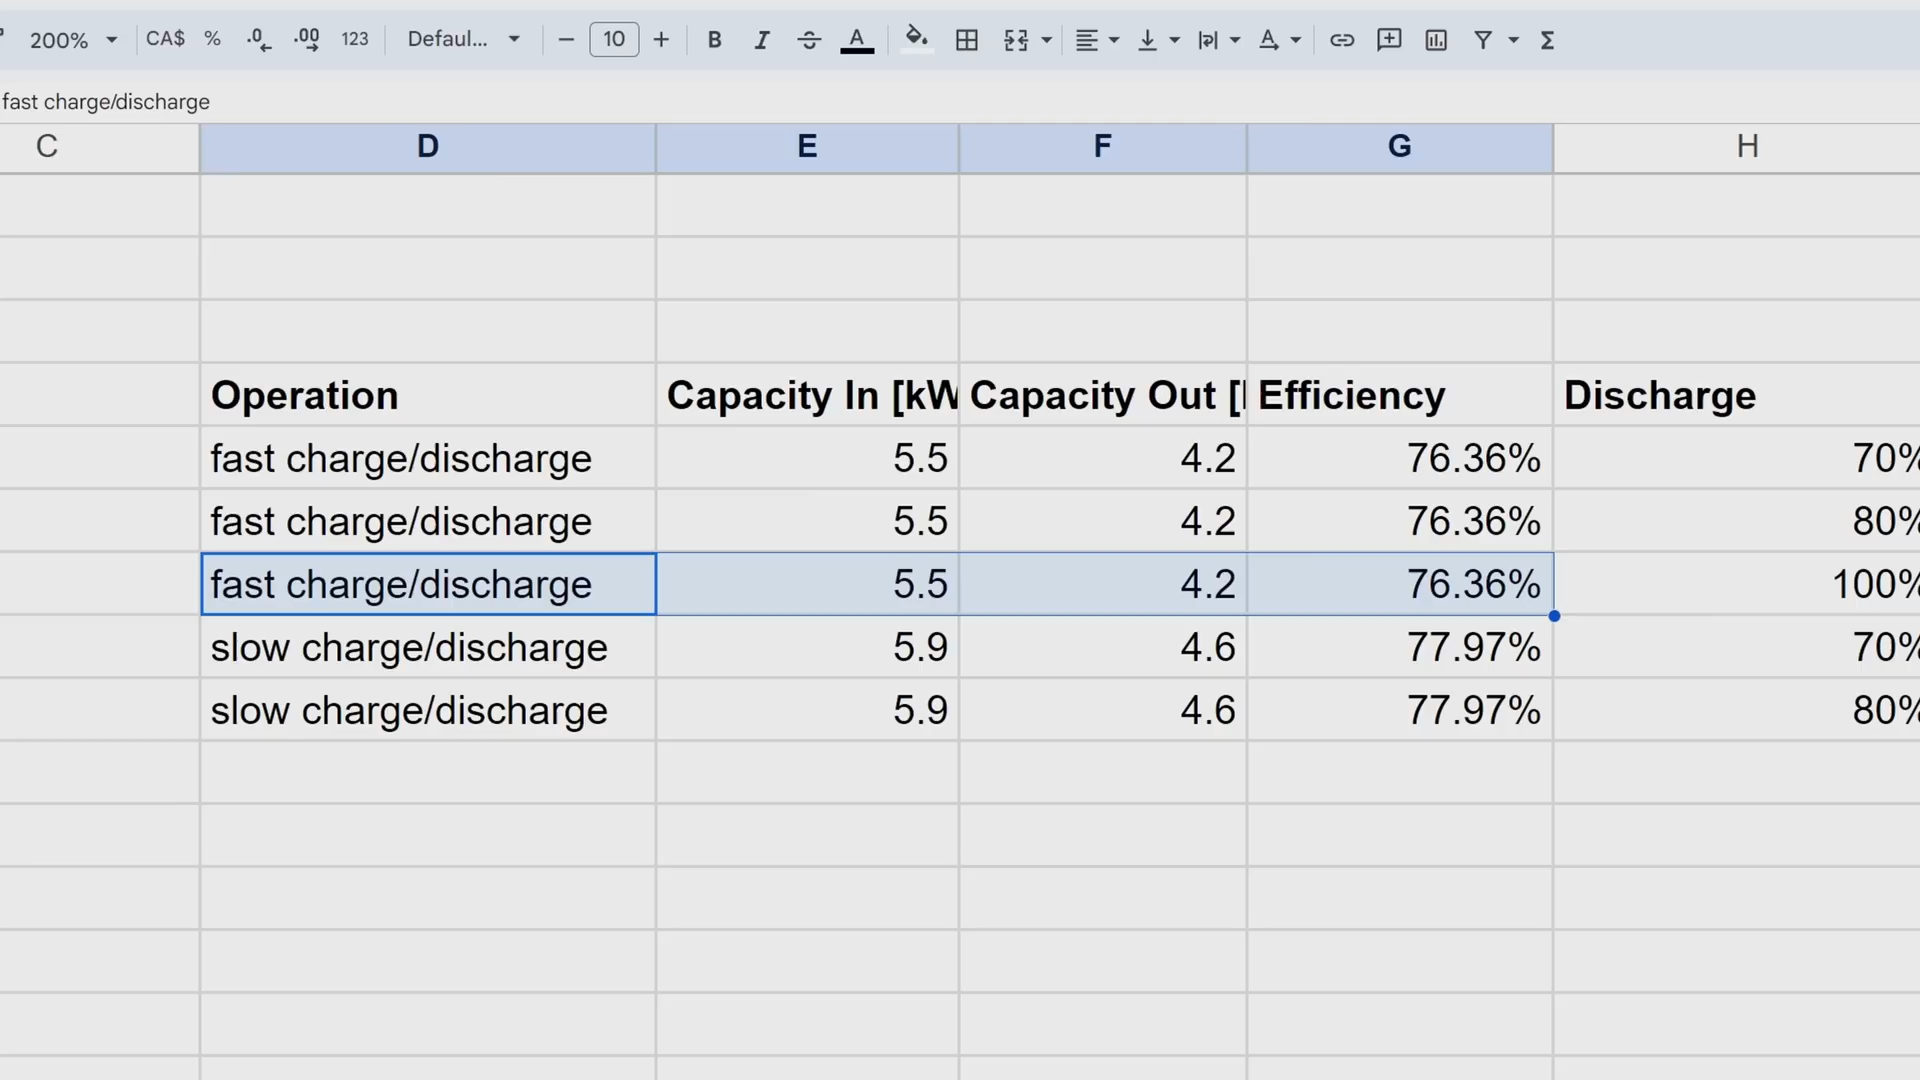 200% CA$ % .0 .00 123 Defaul... 10 B I A Σ
fast charge/discharge
C D E F G H
Operation Capacity In [kW Capacity Out [ Efficiency Discharge
fast charge/discharge 5.5 4.2 76.36% 70%
fast charge/discharge 5.5 4.2 76.36% 80%
fast charge/discharge 5.5 4.2 76.36% 100%
slow charge/discharge 5.9 4.6 77.97% 70%
slow charge/discharge 5.9 4.6 77.97% 80%